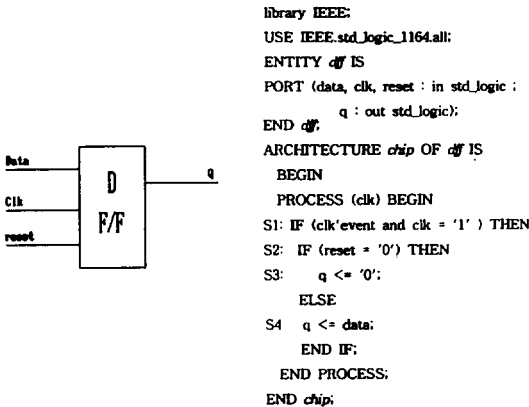 Data
Clk
reset
D
F/F
q
library IEEE;
USE IEEE.std_logic_1164.all;
ENTITY dff IS
PORT (data, clk, reset : in std_logic ;
q : out std_logic);
END dff;
ARCHITECTURE chip OF dff IS
BEGIN
PROCESS (clk) BEGIN
S1: IF (clk'event and clk = '1' ) THEN
S2: IF (reset = '0') THEN
S3: q <= '0';
ELSE
S4 q <= data;
END IF;
END PROCESS;
END chip;